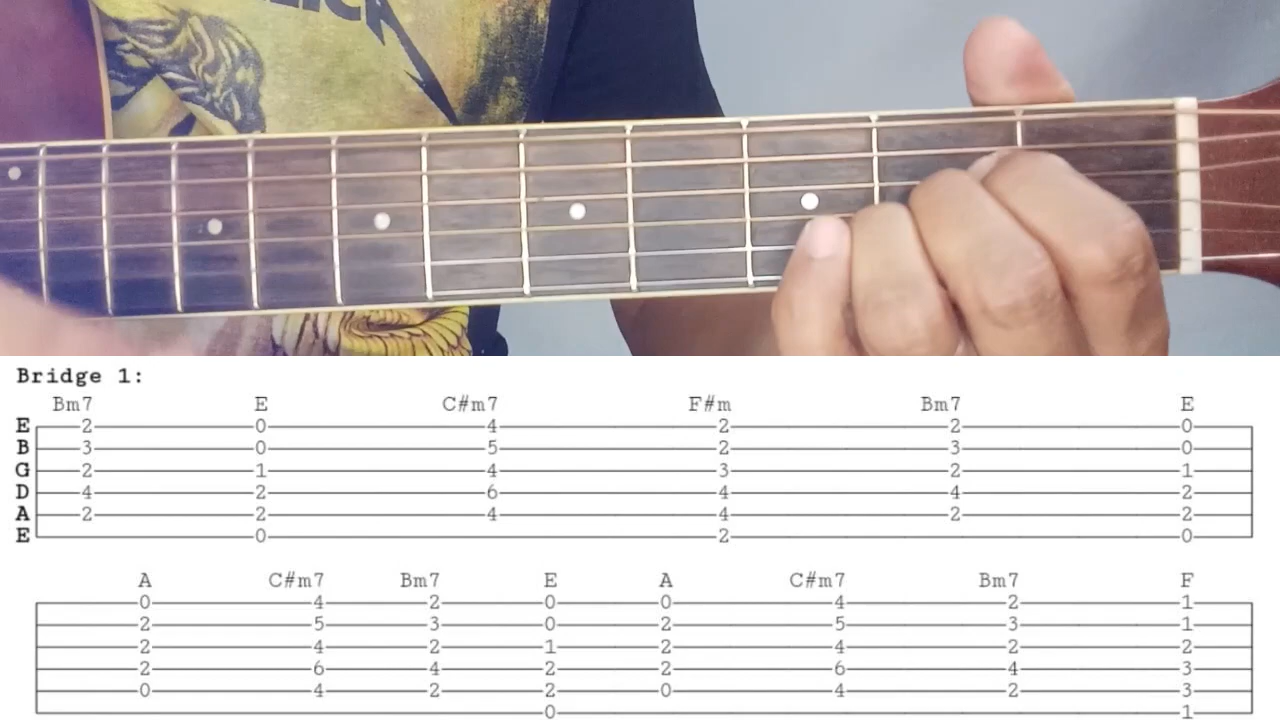 Bridge 1:
Bm7 E C#m7 F#m Bm7 E
E 2 0 4 2 2 0
B 3 0 5 2 3 0
G 2 1 4 3 2 1
D 4 2 6 4 4 2
A 2 2 4 4 2 2
E 0 2 0
A C#m7 Bm7 E A C#m7 Bm7 F
0 4 2 0 0 4 2 1
2 5 3 0 2 5 3 1
2 4 2 1 2 4 2 2
2 6 4 2 2 6 4 3
0 4 2 2 0 4 2 3
0 1